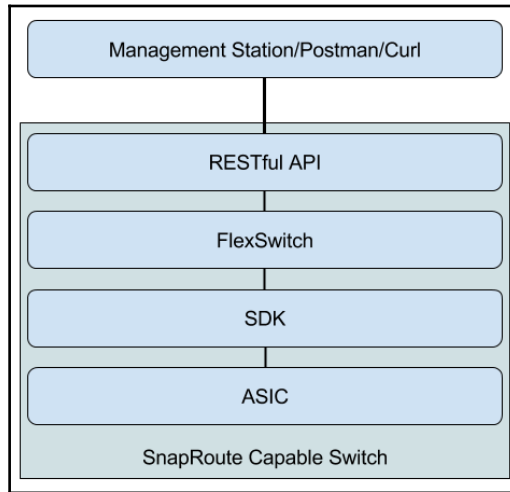 Management Station/Postman/Curl
RESTful API
FlexSwitch
SDK
ASIC
SnapRoute Capable Switch